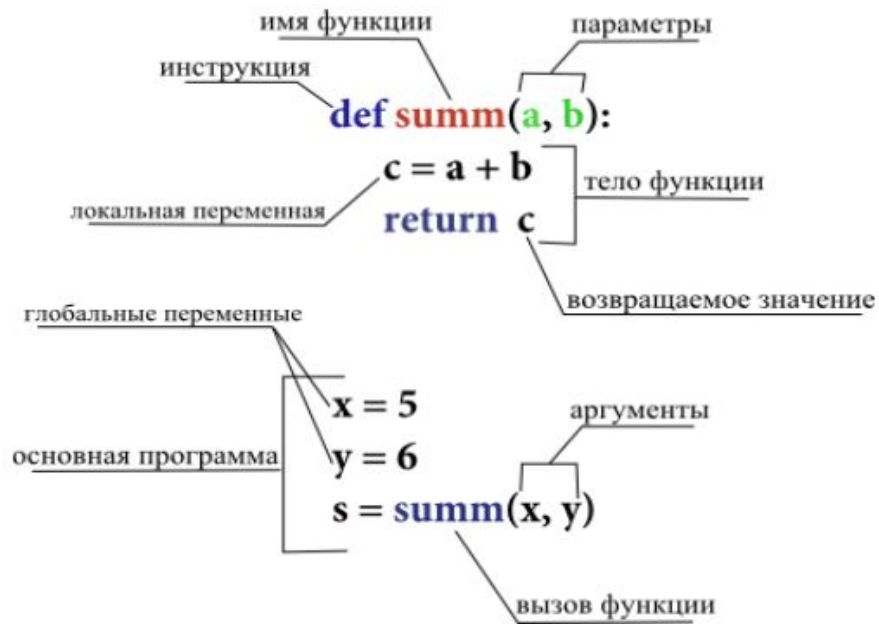 имя функции
параметры
инструкция
def summ(a, b):
c = a + b
тело функции
локальная переменная
return c
возвращаемое значение
глобальные переменные
x = 5
аргументы
основная программа
y = 6
s = summ(x, y)
вызов функции